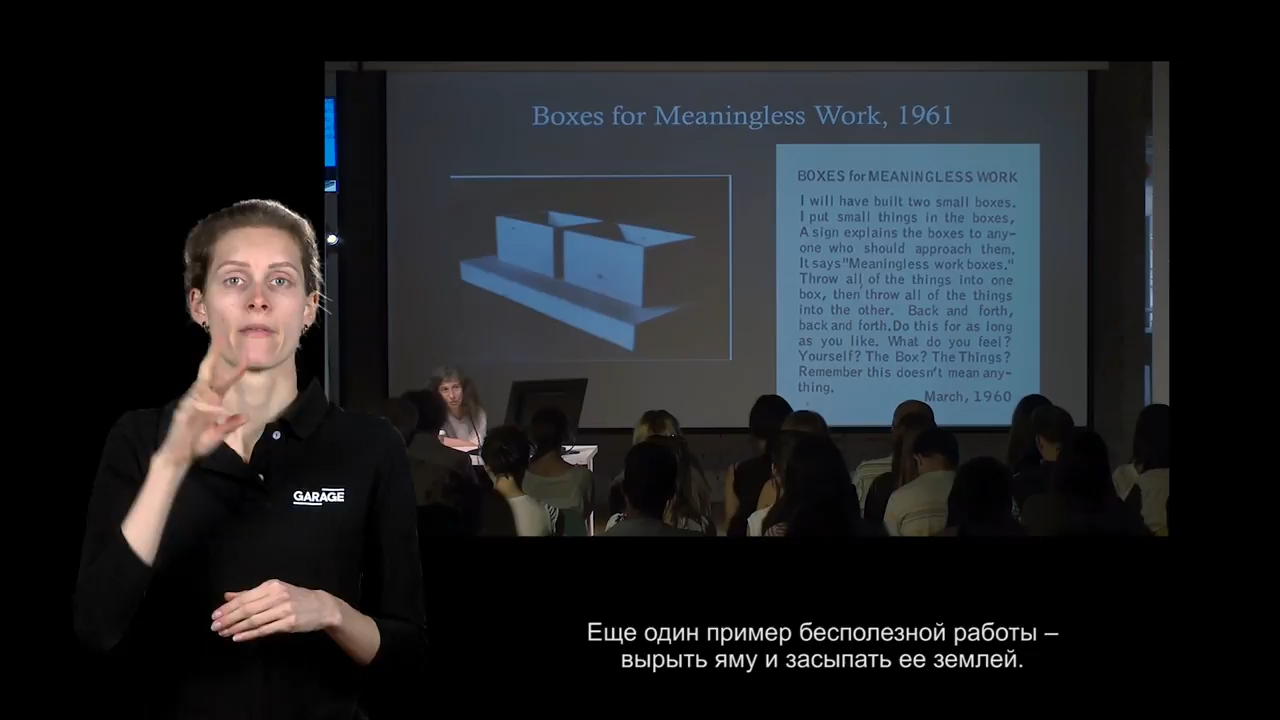 Boxes for Meaningless Work, 1961
BOXES for MEANINGLESS WORK
I will have built two small boxes.
I put small things in the boxes,
A sign explains the boxes to any-
one who should approach them.
It says "Meaningless work boxes."
Throw all of the things into one
box, then throw all of the things
into the other. Back and forth,
back and forth. Do this for as long
as you like. What do you feel?
Yourself? The Box? The Things?
Remember this doesn't mean any-
thing.
March, 1960
GARAGE
Еще один пример бесполезной работы –
вырыть яму и засыпать ее землей.